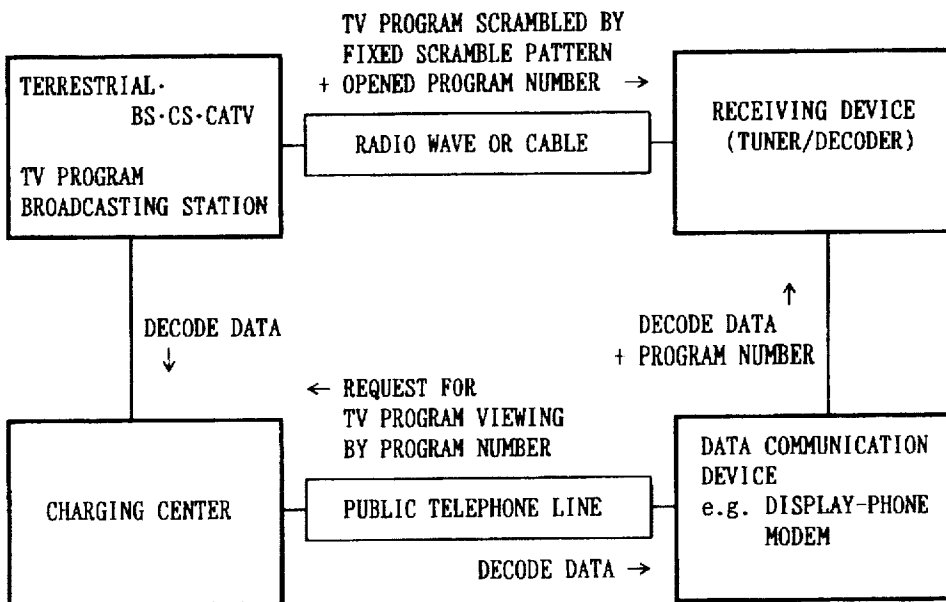 TV PROGRAM SCRAMBLED BY
FIXED SCRAMBLE PATTERN
+ OPENED PROGRAM NUMBER →
TERRESTRIAL·
BS·CS·CATV
TV PROGRAM
BROADCASTING STATION
RADIO WAVE OR CABLE
RECEIVING DEVICE
(TUNER/DECODER)
DECODE DATA
↓
↑
DECODE DATA
+ PROGRAM NUMBER
← REQUEST FOR
TV PROGRAM VIEWING
BY PROGRAM NUMBER
CHARGING CENTER
PUBLIC TELEPHONE LINE
DATA COMMUNICATION
DEVICE
e.g. DISPLAY-PHONE
MODEM
DECODE DATA →